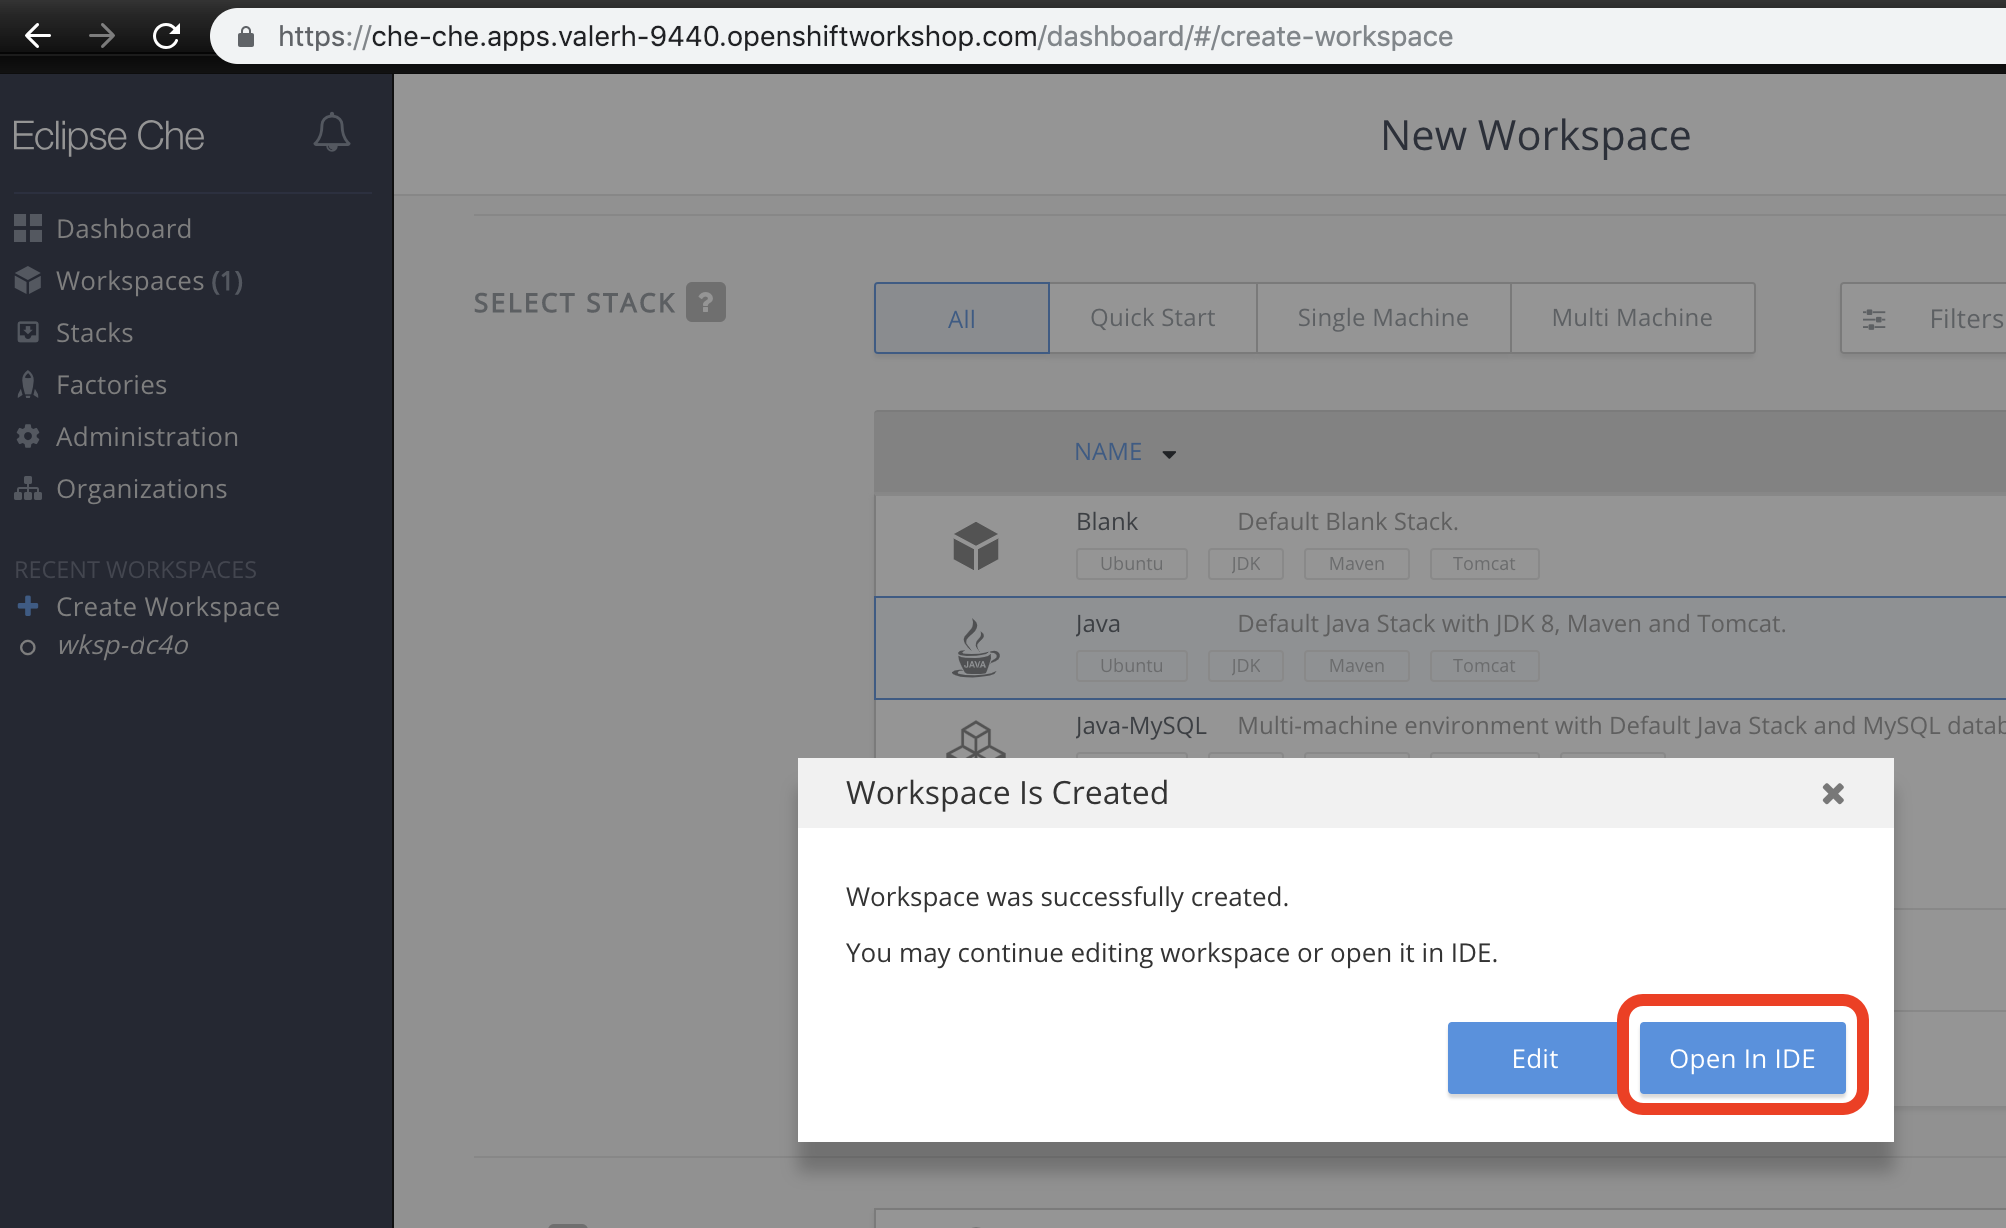 https://che-che.apps.valerh-9440.openshiftworkshop.com/dashboard/#/create-workspace
Eclipse Che
New Workspace
Dashboard
Workspaces (1)
Stacks
Factories
Administration
Organizations
RECENT WORKSPACES
Create Workspace
wksp-dc4o
SELECT STACK ?
All Quick Start Single Machine Multi Machine Filters
NAME
Blank Default Blank Stack.
Ubuntu JDK Maven Tomcat
JAVA
Java Default Java Stack with JDK 8, Maven and Tomcat.
Ubuntu JDK Maven Tomcat
Java-MySQL Multi-machine environment with Default Java Stack and MySQL datab
Workspace Is Created
Workspace was successfully created.
You may continue editing workspace or open it in IDE.
Edit Open In IDE